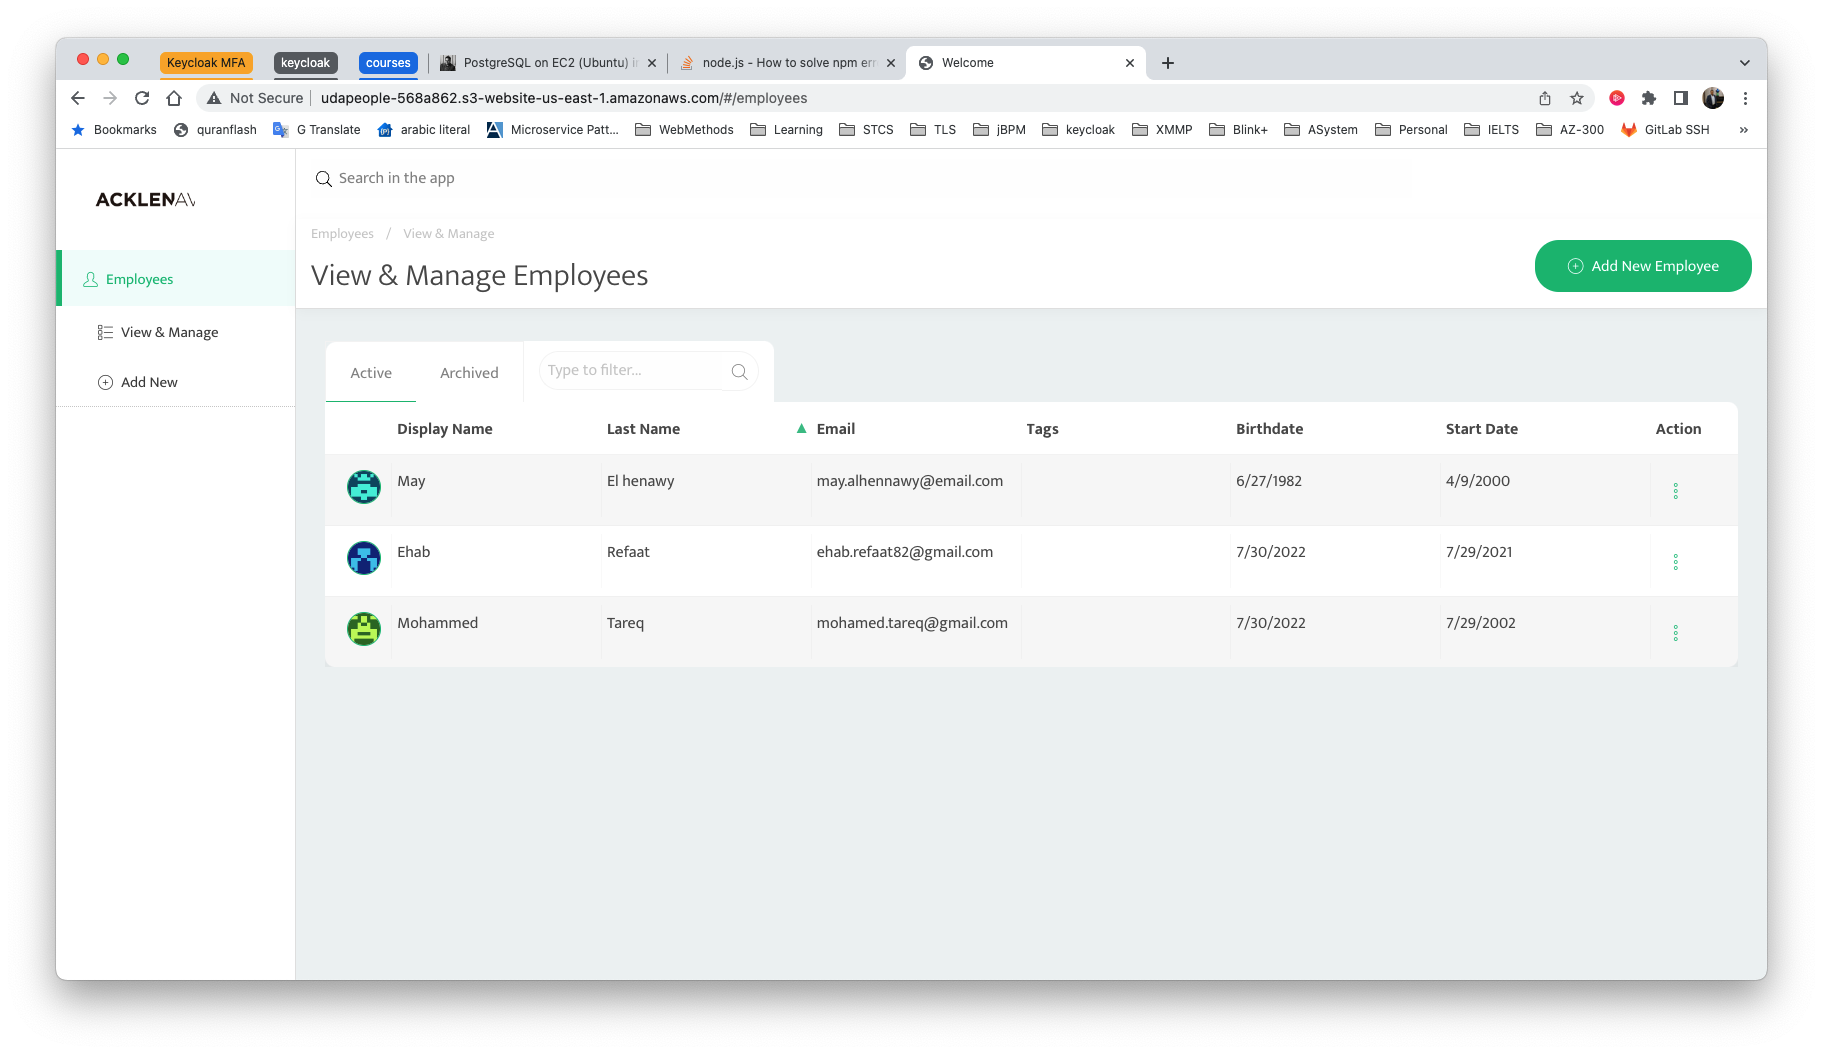 Keycloak MFA keycloak courses PostgreSQL on EC2 (Ubuntu) in node.js - How to solve npm err Welcome
Not Secure udapeople-568a862.s3-website-us-east-1.amazonaws.com/#/employees
Bookmarks quranflash G Translate arabic literal Microservice Patt... WebMethods Learning STCS TLS jBPM keycloak XMMP Blink+ ASystem Personal IELTS AZ-300 GitLab SSH »
ACKLENAV
Search in the app
Employees / View & Manage
View & Manage Employees
Add New Employee
Employees
View & Manage
Add New
Active Archived Type to filter...
Display Name Last Name Email Tags Birthdate Start Date Action
May El henawy may.alhennawy@email.com 6/27/1982 4/9/2000
Ehab Refaat ehab.refaat82@gmail.com 7/30/2022 7/29/2021
Mohammed Tareq mohamed.tareq@gmail.com 7/30/2022 7/29/2002